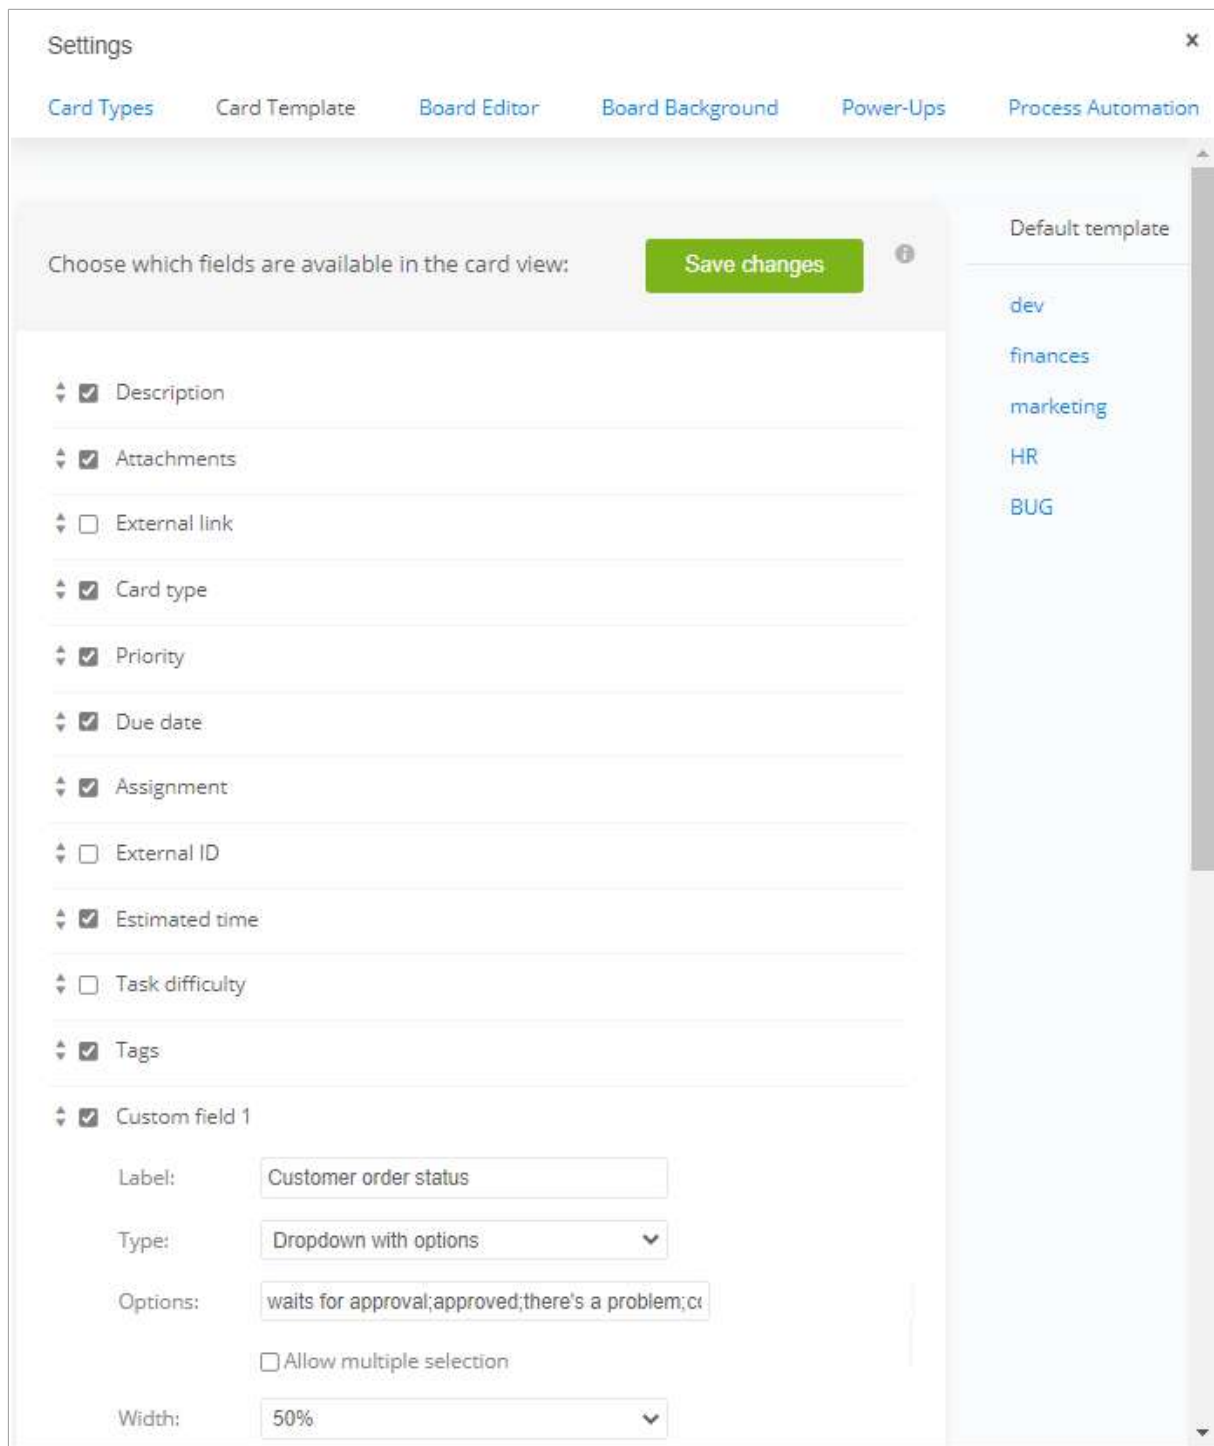 Settings
x
Card Types Card Template Board Editor Board Background Power-Ups Process Automation
Choose which fields are available in the card view:
Save changes
Default template
dev
finances
marketing
HR
BUG
Description
Attachments
External link
Card type
Priority
Due date
Assignment
External ID
Estimated time
Task difficulty
Tags
Custom field 1
Label: Customer order status
Type: Dropdown with options
Options: waits for approval;approved;there's a problem;
Allow multiple selection
Width: 50%